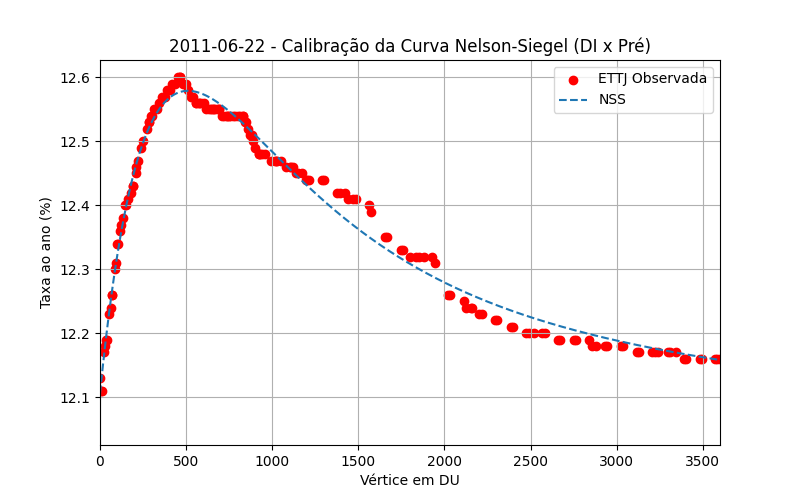 2011-06-22 - Calibração da Curva Nelson-Siegel (DI x Pré)
ETTJ Observada
NSS
Taxa ao ano (%)
12.6
12.5
12.4
12.3
12.2
12.1
0 500 1000 1500 2000 2500 3000 3500
Vértice em DU